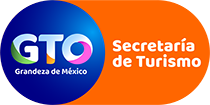 GTO
Grandeza de México
Secretaría
de Turismo